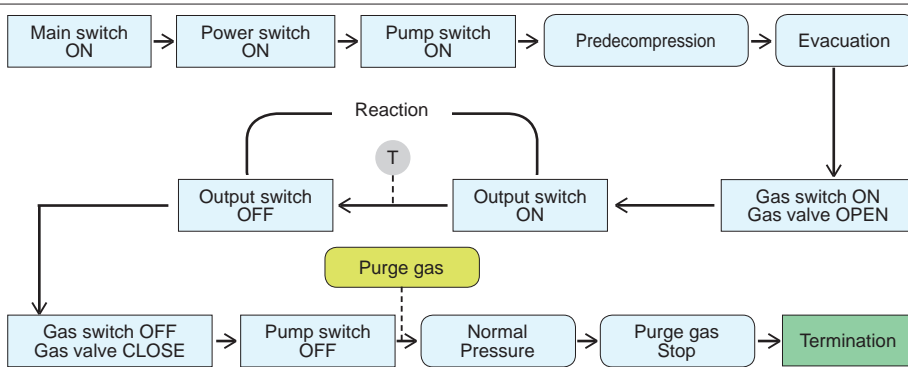 Main switch
ON
Power switch
ON
Pump switch
ON
Predecompression
Evacuation
Reaction
T
Output switch
OFF
Output switch
ON
Gas switch ON
Gas valve OPEN
Purge gas
Gas switch OFF
Gas valve CLOSE
Pump switch
OFF
Normal
Pressure
Purge gas
Stop
Termination